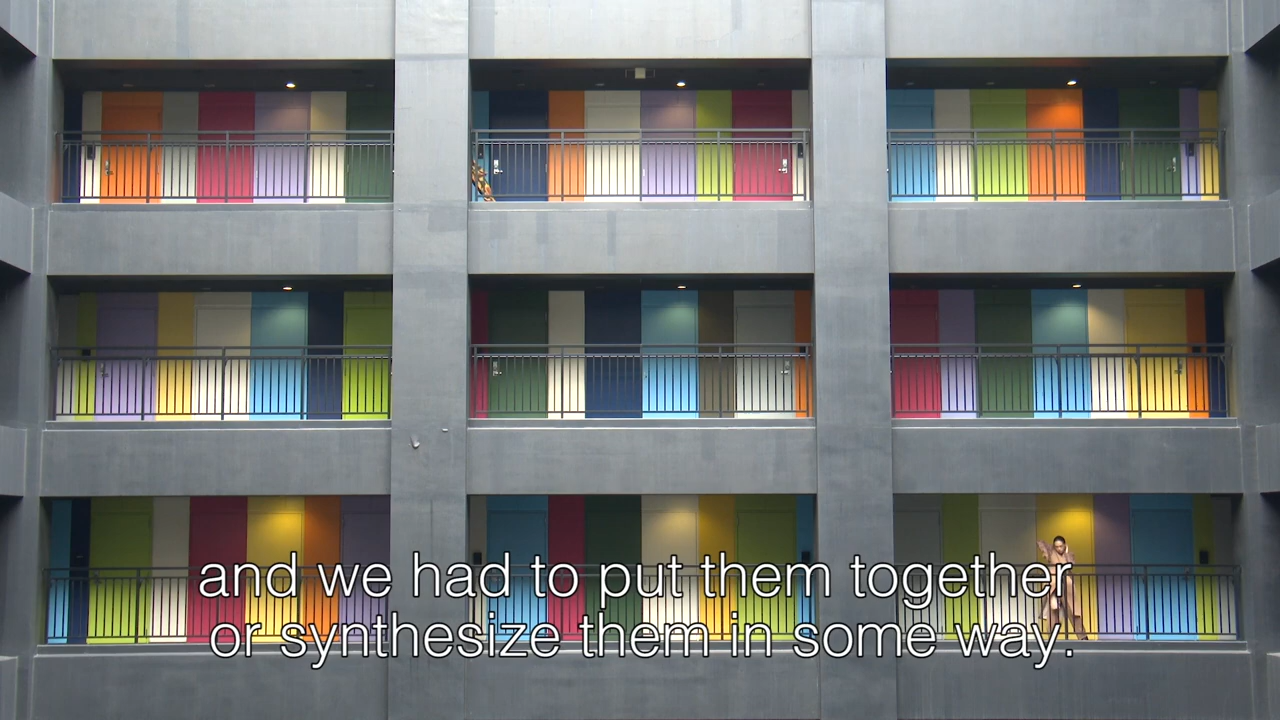 and we had to put them together
or synthesize them in some way.